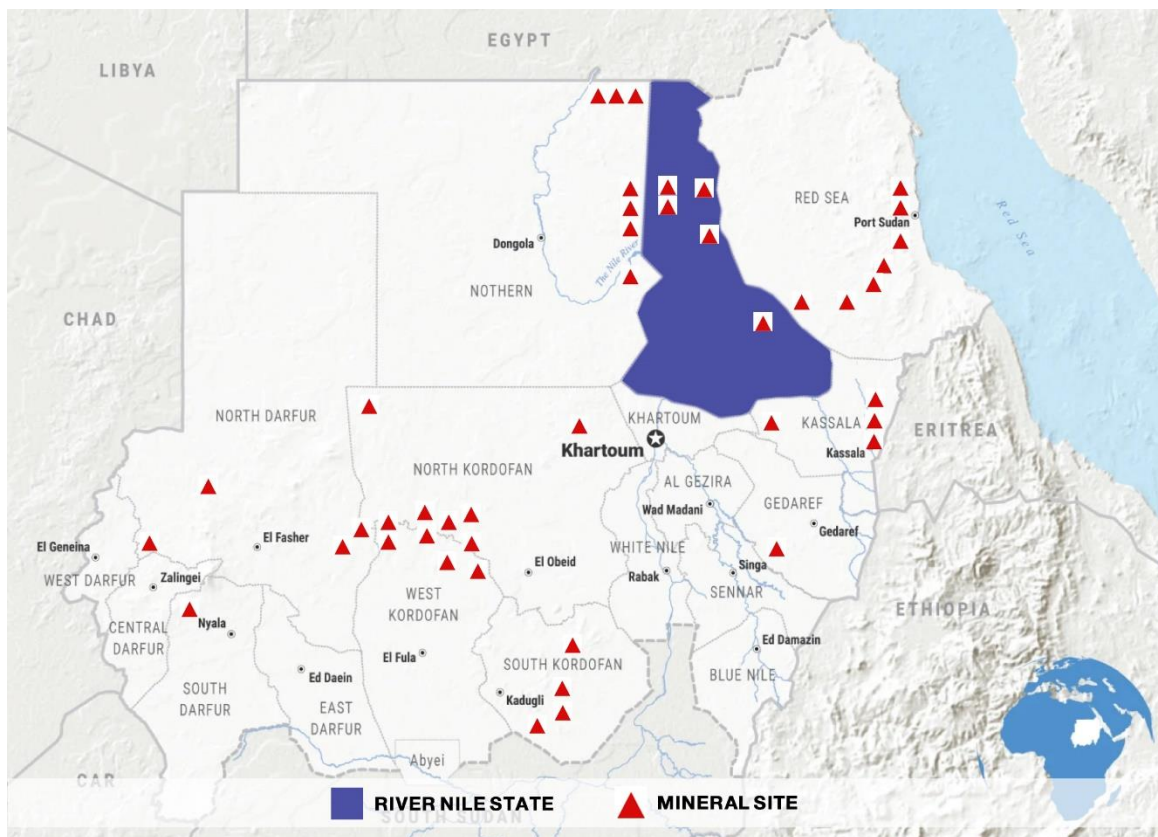 EGYPT
LIBYA
RED SEA
Port Sudan
Red Sea
Dongola
The Nile River
NOTHERN
CHAD
NORTH DARFUR
KHARTOUM
Khartoum
KASSALA
Kassala
ERITREA
NORTH KORDOFAN
AL GEZIRA
Wad Madani
GEDAREF
Gedaref
El Geneina
El Fasher
WHITE NILE
El Obeid
Rabak
Singa
SENNAR
WEST DARFUR
Zalingei
WEST
KORDOFAN
ETHIOPIA
CENTRAL
DARFUR
Nyala
El Fula
SOUTH KORDOFAN
Ed Damazin
BLUE NILE
Kadugli
Ed Daein
SOUTH
DARFUR
EAST
DARFUR
Abyei
CAR
RIVER NILE STATE
MINERAL SITE
SOUTH SUDAN